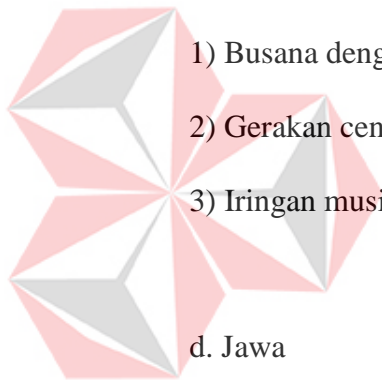 1) Busana deng
2) Gerakan cen
3) Iringan musi
d. Jawa